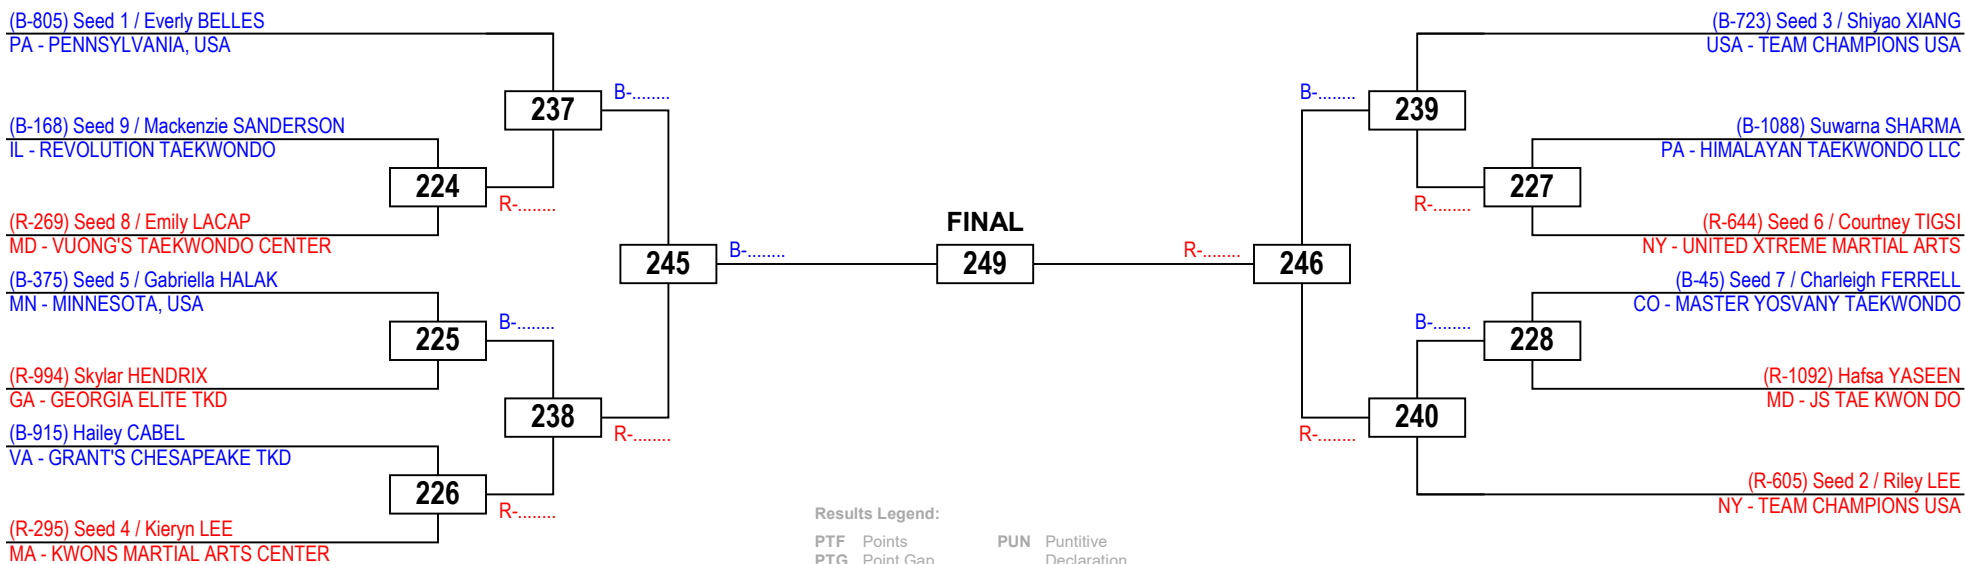 (B-805) Seed 1 / Everly BELLES
PA - PENNSYLVANIA, USA
(B-168) Seed 9 / Mackenzie SANDERSON
IL - REVOLUTION TAEKWONDO
(R-269) Seed 8 / Emily LACAP
MD - VUONG'S TAEKWONDO CENTER
(B-375) Seed 5 / Gabriella HALAK
MN - MINNESOTA, USA
(R-994) Skylar HENDRIX
GA - GEORGIA ELITE TKD
(B-915) Hailey CABEL
VA - GRANT'S CHESAPEAKE TKD
(R-295) Seed 4 / Kieryn LEE
MA - KWONS MARTIAL ARTS CENTER
224
225
226
R-........
B-........
R-........
237
238
B-........
R-........
245
B-........
FINAL
249
R-........
246
B-........
R-........
239
240
R-........
B-........
227
228
(B-723) Seed 3 / Shiyao XIANG
USA - TEAM CHAMPIONS USA
(B-1088) Suwarna SHARMA
PA - HIMALAYAN TAEKWONDO LLC
(R-644) Seed 6 / Courtney TIGSI
NY - UNITED XTREME MARTIAL ARTS
(B-45) Seed 7 / Charleigh FERRELL
CO - MASTER YOSVANY TAEKWONDO
(R-1092) Hafsa YASEEN
MD - JS TAE KWON DO
(R-605) Seed 2 / Riley LEE
NY - TEAM CHAMPIONS USA
Results Legend:
PTF Points
PTG Point Gap
PUN Puntitive
Declaration